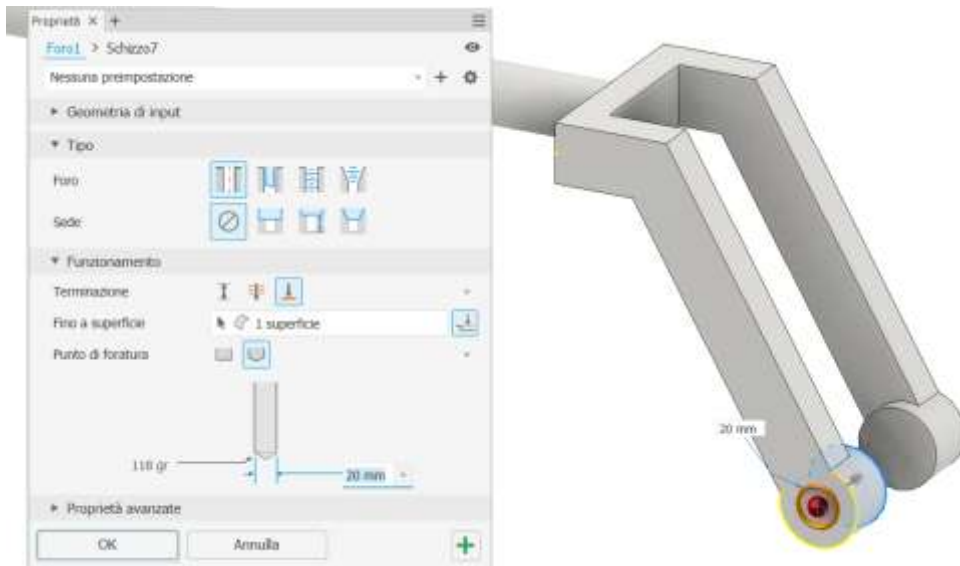 Proprietà × +
Foro1 > Schizzo7
Nessuna preimpostazione
Geometria di input
Tipo
Foro
Sede
Funzionamento
Terminazione
Fino a superficie 1 superficie
Punto di foratura
118 gr
20 mm
Proprietà avanzate
OK Annulla
20 mm